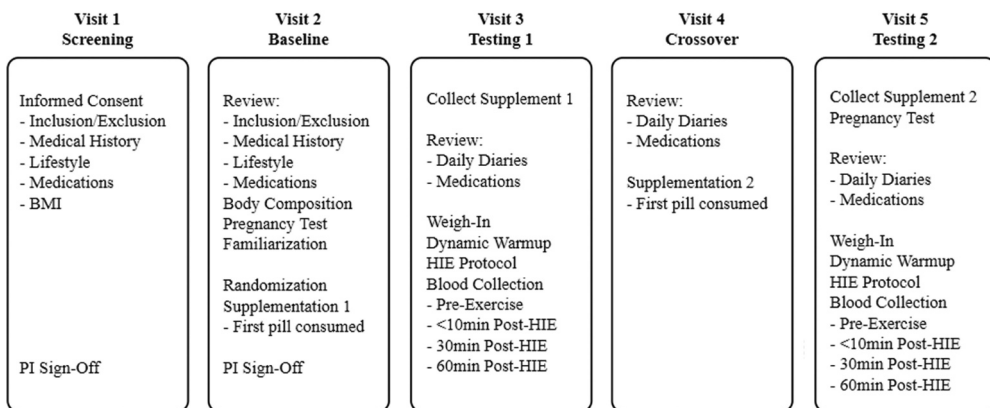 Visit 1
Screening
Informed Consent
- Inclusion/Exclusion
- Medical History
- Lifestyle
- Medications
- BMI
PI Sign-Off
Visit 2
Baseline
Review:
- Inclusion/Exclusion
- Medical History
- Lifestyle
- Medications
Body Composition
Pregnancy Test
Familiarization
Randomization
Supplementation 1
- First pill consumed
PI Sign-Off
Visit 3
Testing 1
Collect Supplement 1
Review:
- Daily Diaries
- Medications
Weigh-In
Dynamic Warmup
HIE Protocol
Blood Collection
- Pre-Exercise
- <10min Post-HIE
- 30min Post-HIE
- 60min Post-HIE
Visit 4
Crossover
Review:
- Daily Diaries
- Medications
Supplementation 2
- First pill consumed
Visit 5
Testing 2
Collect Supplement 2
Pregnancy Test
Review:
- Daily Diaries
- Medications
Weigh-In
Dynamic Warmup
HIE Protocol
Blood Collection
- Pre-Exercise
- <10min Post-HIE
- 30min Post-HIE
- 60min Post-HIE